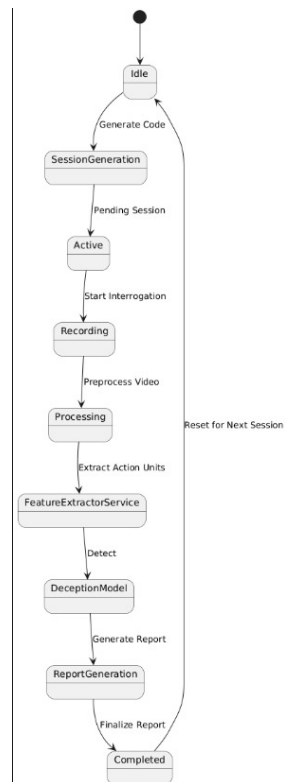 Idle
Generate Code
SessionGeneration
Pending Session
Active
Start Interrogation
Recording
Preprocess Video
Processing
Reset for Next Session
Extract Action Units
FeatureExtractorService
Detect
DeceptionModel
Generate Report
ReportGeneration
Finalize Report
Completed